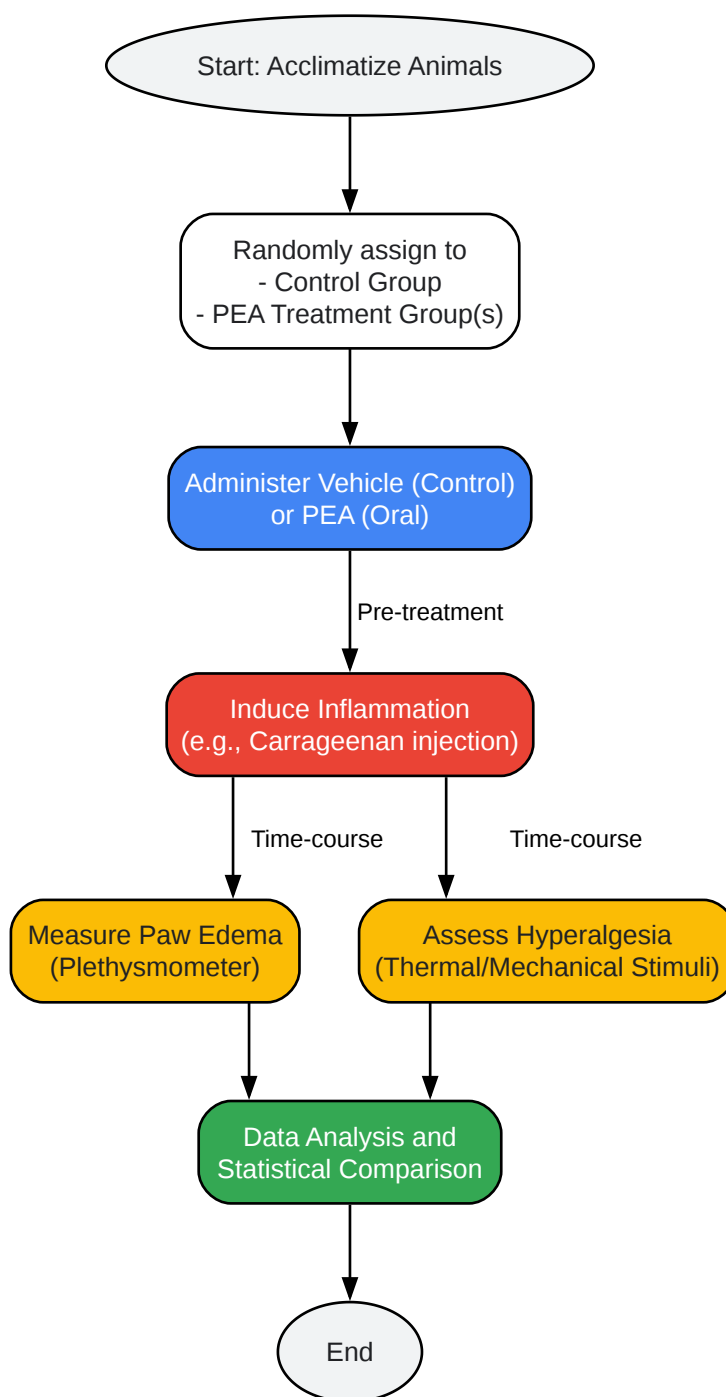 Start: Acclimatize Animals
Randomly assign to
- Control Group
- PEA Treatment Group(s)
Administer Vehicle (Control)
or PEA (Oral)
Pre-treatment
Induce Inflammation
(e.g., Carrageenan injection)
Time-course
Time-course
Measure Paw Edema
(Plethysmometer)
Assess Hyperalgesia
(Thermal/Mechanical Stimuli)
Data Analysis and
Statistical Comparison
End